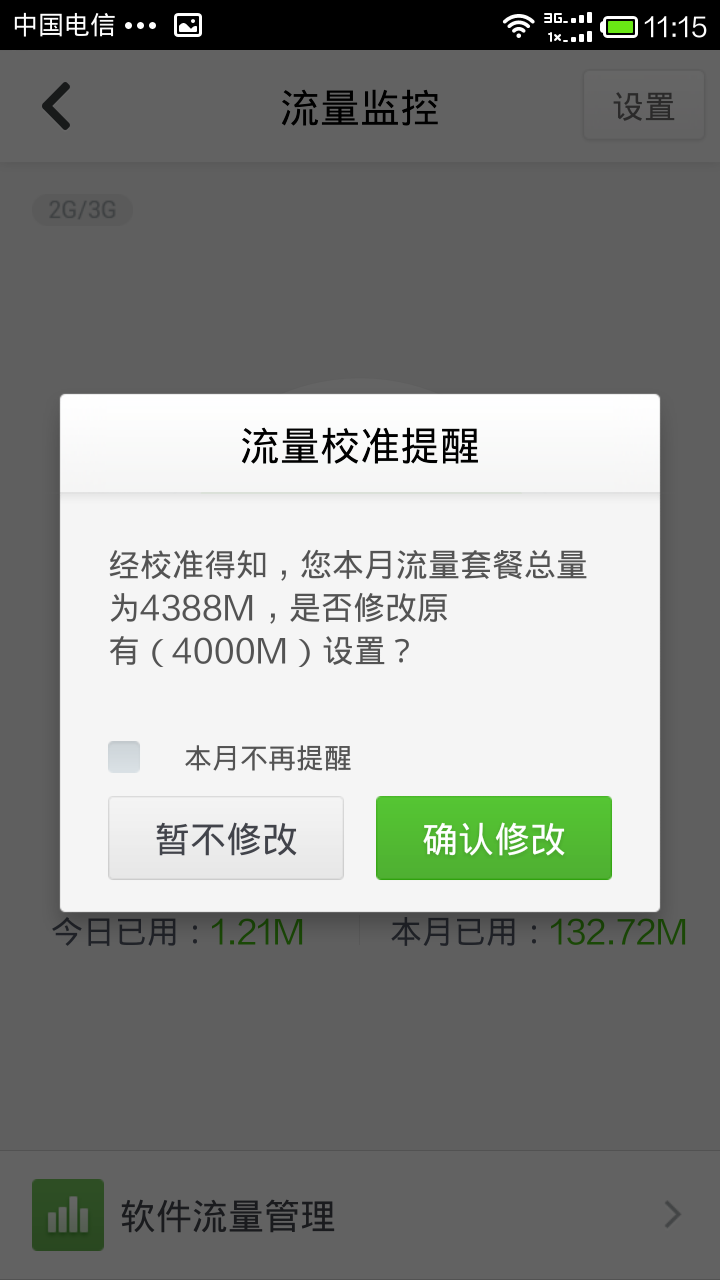 中国电信 ••• 3G 1× 11:15
流量监控 设置
2G/3G
流量校准提醒
经校准得知，您本月流量套餐总量
为4388M，是否修改原
有（4000M）设置？
本月不再提醒
暂不修改 确认修改
今日已用：1.21M 本月已用：132.72M
软件流量管理